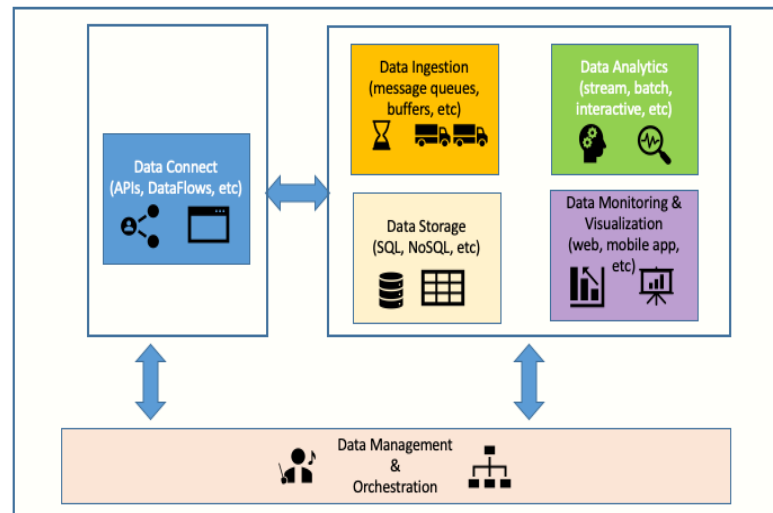 Data Connect
(APIs, DataFlows, etc)
Data Ingestion
(message queues,
buffers, etc)
Data Analytics
(stream, batch,
interactive, etc)
Data Storage
(SQL, NoSQL, etc)
Data Monitoring &
Visualization
(web, mobile app,
etc)
Data Management
&
Orchestration